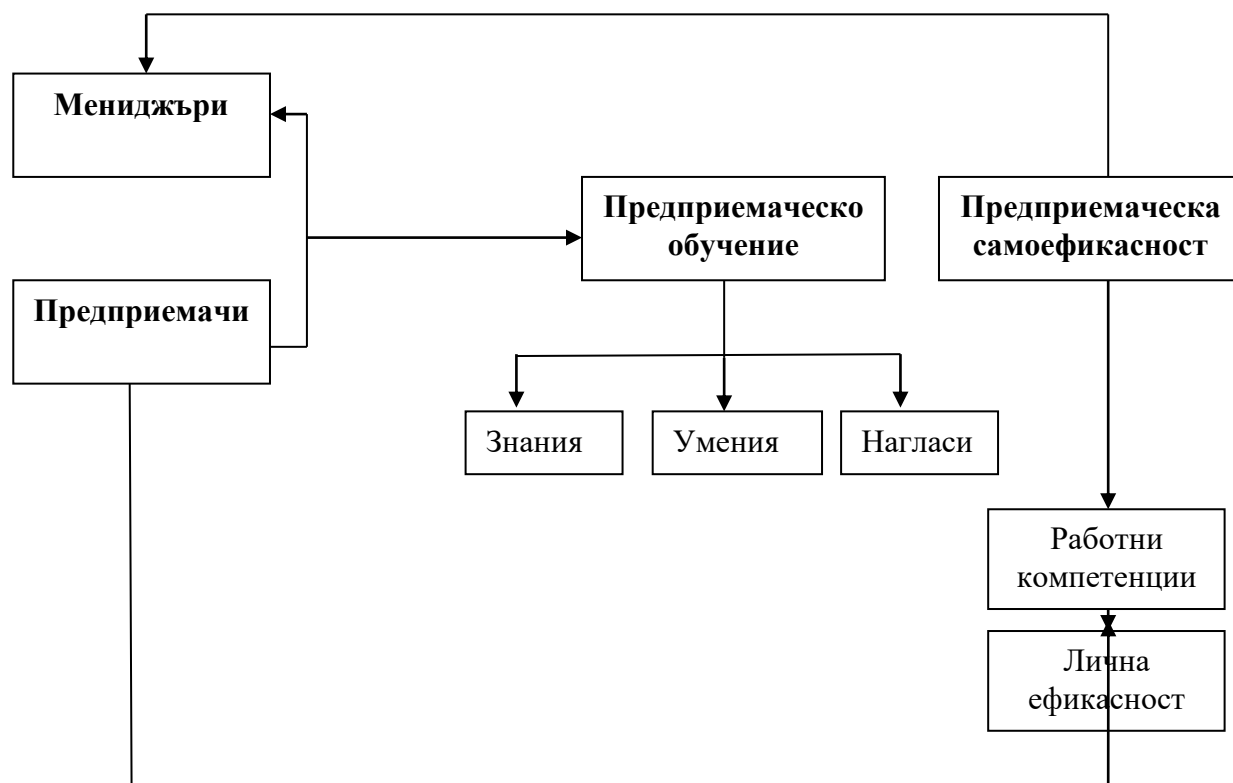 Мениджъри
Предприемаческо
обучение
Предприемаческа
самоефикасност
Предприемачи
Знания
Умения
Нагласи
Работни
компетенции
Лична
ефикасност